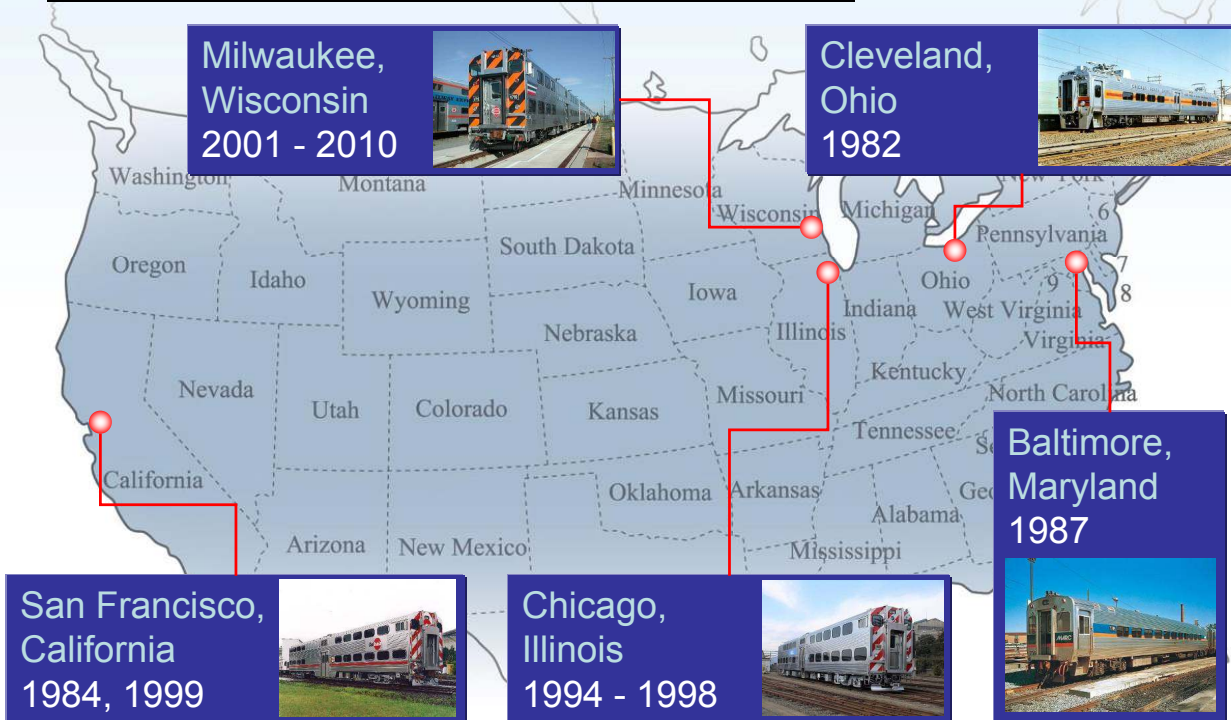 Milwaukee,
Wisconsin
2001 - 2010
Cleveland,
Ohio
1982
Washington
Montana
Minnesota
Wisconsin
Michigan
New York
6
Pennsylvania
Oregon
Idaho
South Dakota
Wyoming
Iowa
Ohio
9
7
8
Nebraska
Illinois
Indiana
West Virginia
Virginia
Nevada
Utah
Colorado
Kansas
Missouri
Kentucky
North Carolina
Tennessee
California
Oklahoma
Arkansas
Alabama
Arizona
New Mexico
Mississippi
Baltimore,
Maryland
1987
MARC
San Francisco,
California
1984, 1999
Chicago,
Illinois
1994 - 1998